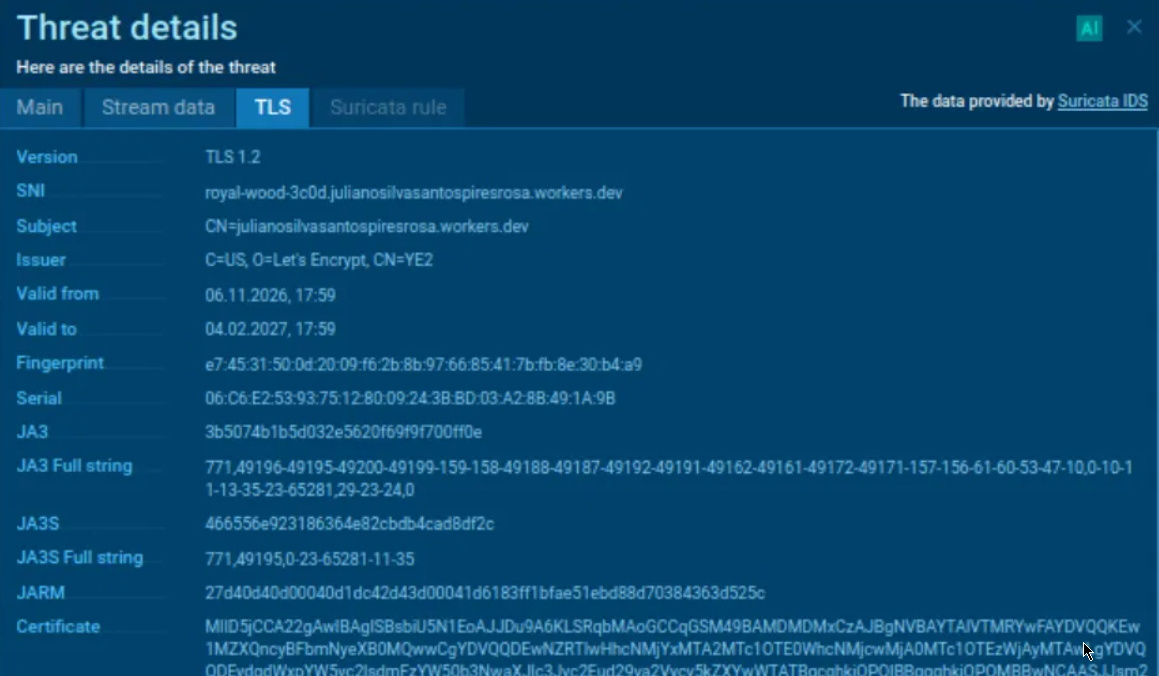 Threat details
AI
Here are the details of the threat
Main Stream data TLS Suricata rule
The data provided by Suricata IDS
Version TLS 1.2
SNI royal-wood-3c0d.julianosilvasantospiresrosa.workers.dev
Subject CN=julianosilvasantospiresrosa.workers.dev
Issuer C=US, O=Let's Encrypt, CN=YE2
Valid from 06.11.2026, 17:59
Valid to 04.02.2027, 17:59
Fingerprint e7:45:31:50:0d:20:09:f6:2b:8b:97:66:85:41:7b:fb:8e:30:b4:a9
Serial 06:C6:E2:53:93:75:12:80:09:24:3B:BD:03:A2:8B:49:1A:9B
JA3 3b5074b1b5d032e5620f69f9f700ff0e
JA3 Full string 771,49196-49195-49200-49199-159-158-49188-49187-49192-49191-49162-49161-49172-49171-157-156-61-60-53-47-10,0-10-1
1-13-35-23-65281,29-23-24,0
JA3S 466556e923186364e82cbdb4cad8df2c
JA3S Full string 771,49195,0-23-65281-11-35
JARM 27d40d40d00040d1dc42d43d00041d6183ff1bfae51ebd88d70384363d525c
Certificate